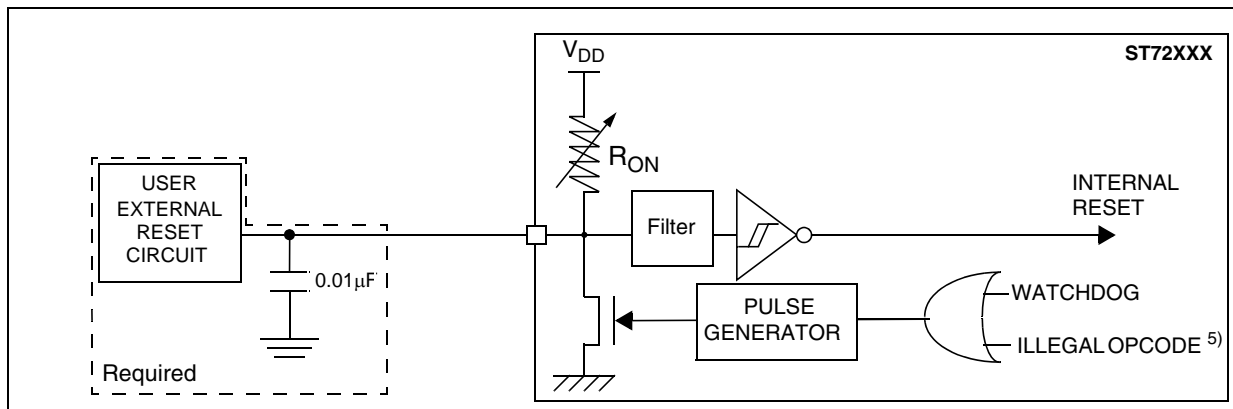 VDD
ST72XXX
RON
USER
EXTERNAL
RESET
CIRCUIT
0.01µF
Required
Filter
INTERNAL
RESET
PULSE
GENERATOR
WATCHDOG
ILLEGAL OPCODE 5)